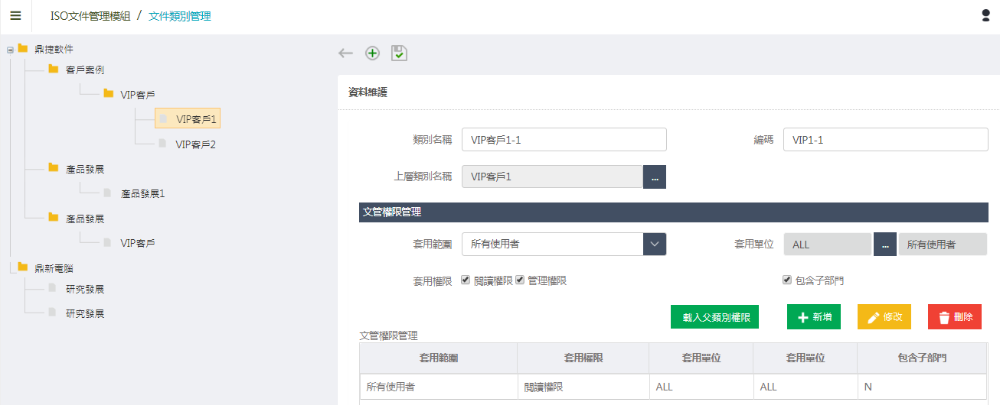 ISO文件管理模組 / 文件類別管理
鼎捷軟件
客戶案例
VIP客戶
VIP客戶1
VIP客戶2
產品發展
產品發展1
產品發展
VIP客戶
鼎新電腦
研究發展
研究發展
資料維護
類別名稱 VIP客戶1-1 編碼 VIP1-1
上層類別名稱 VIP客戶1 ...
文管權限管理
套用範圍 所有使用者 套用單位 ALL ... 所有使用者
套用權限 閱讀權限 管理權限 包含子部門
載入父類別權限 新增 修改 刪除
文管權限管理
套用範圍 套用權限 套用單位 套用單位 包含子部門
所有使用者 閱讀權限 ALL ALL N